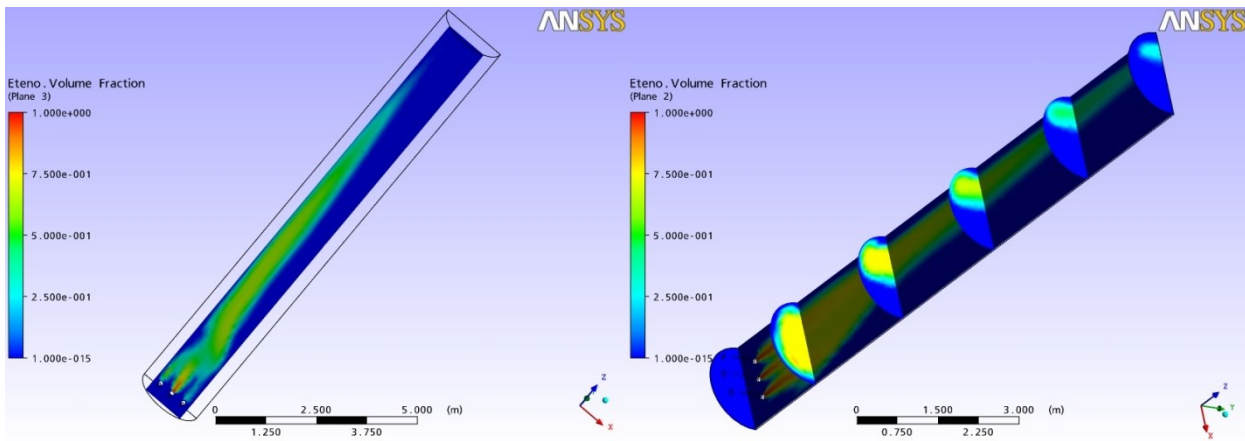 ANSYS
Eteno.Volume Fraction
(Plane 3)
1.000e+000
7.500e-001
5.000e-001
2.500e-001
1.000e-015
0 2.500 5.000 (m)
1.250 3.750
Z
X
ANSYS
Eteno.Volume Fraction
(Plane 2)
1.000e+000
7.500e-001
5.000e-001
2.500e-001
1.000e-015
0 1.500 3.000 (m)
0.750 2.250
Z
Y
X